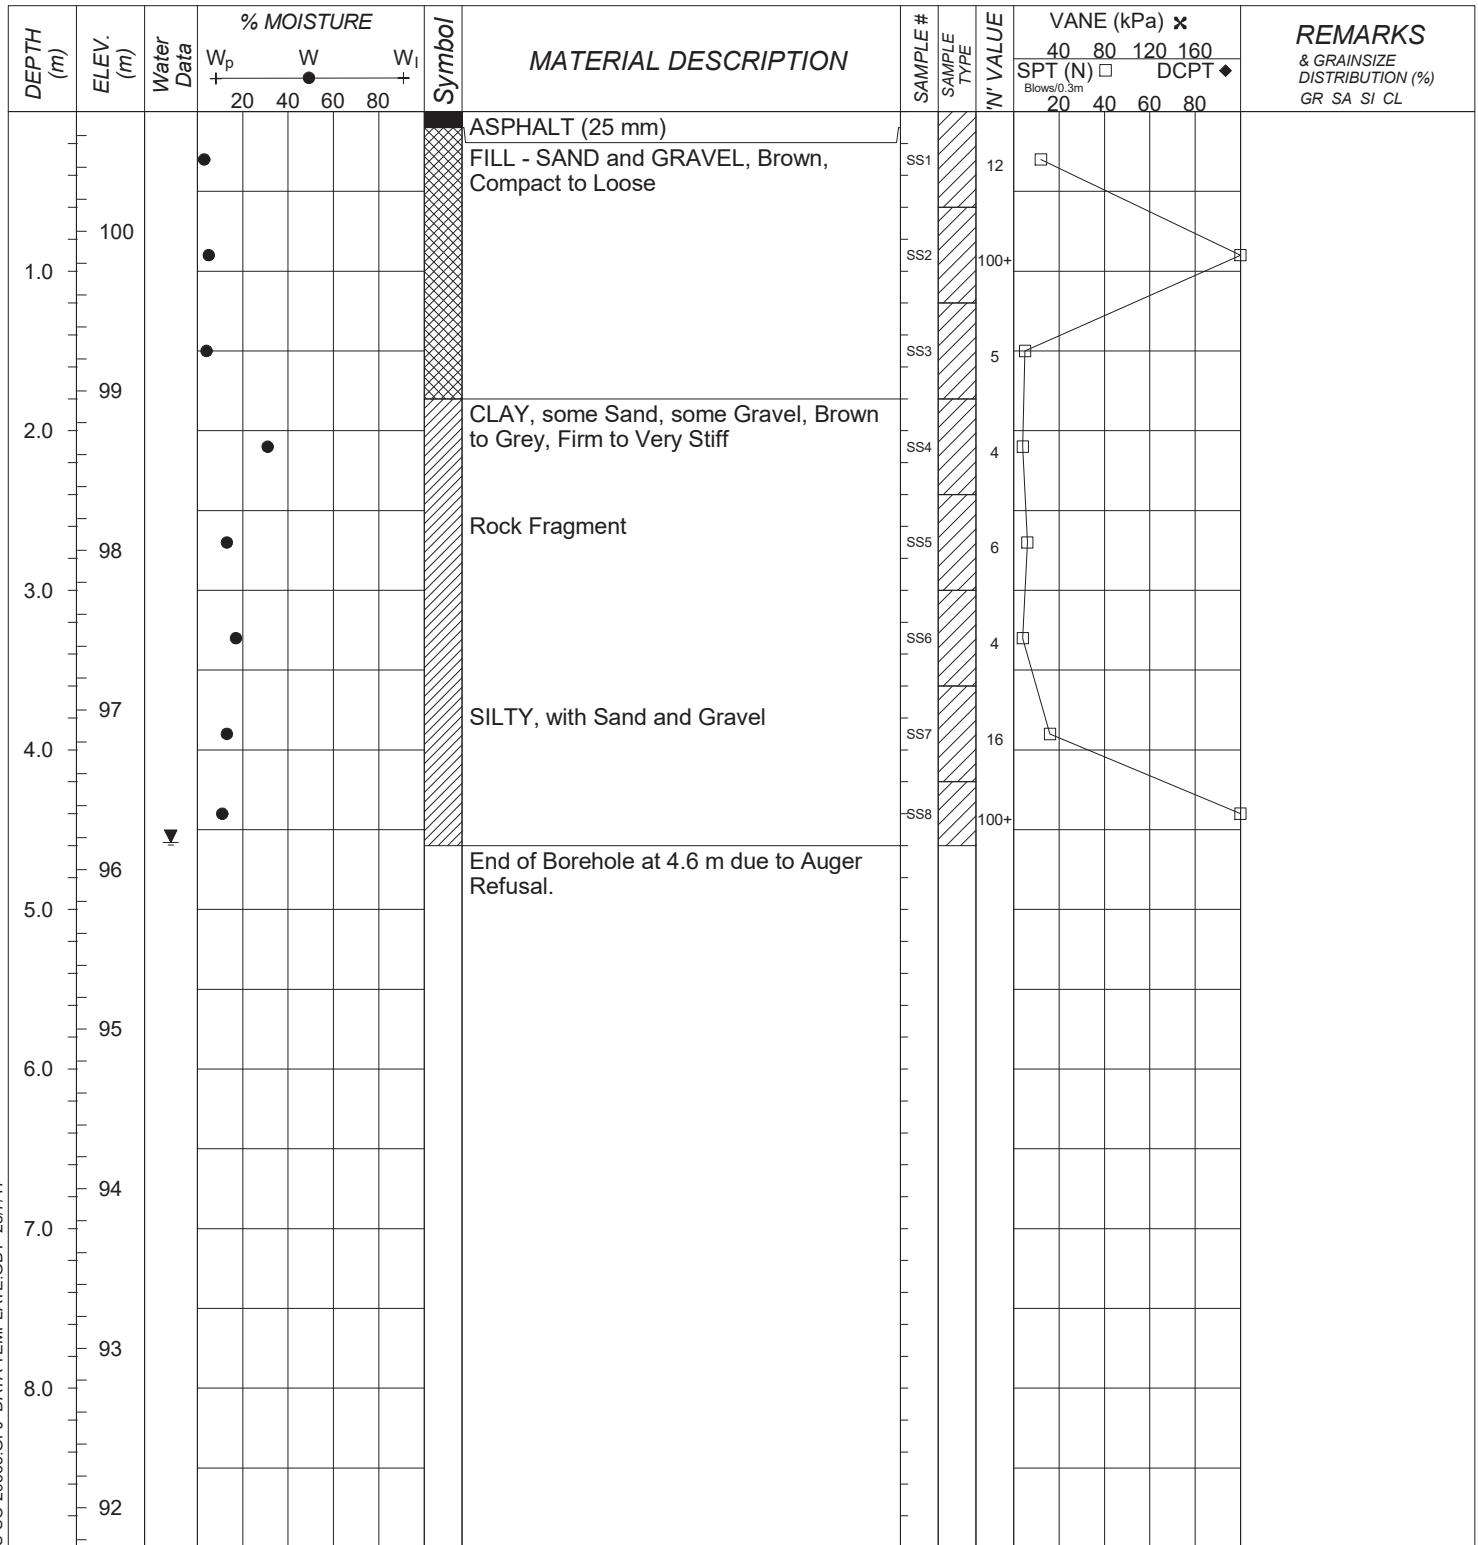 DEPTH (m)
ELEV. (m)
Water Data
% MOISTURE
Wp W Wl
20 40 60 80
Symbol
MATERIAL DESCRIPTION
SAMPLE #
SAMPLE TYPE
'N' VALUE
VANE (kPa)
40 80 120 160
SPT (N) DCPT
Blows/0.3m
20 40 60 80
REMARKS
& GRAINSIZE
DISTRIBUTION (%)
GR SA SI CL
ASPHALT (25 mm)
FILL - SAND and GRAVEL, Brown,
Compact to Loose
SS1 12
100
SS2 100+
1.0
SS3 5
99
CLAY, some Sand, some Gravel, Brown
to Grey, Firm to Very Stiff
2.0
SS4 4
Rock Fragment
98
SS5 6
3.0
SS6 4
97
SILTY, with Sand and Gravel
SS7 16
4.0
SS8 100+
96
End of Borehole at 4.6 m due to Auger
Refusal.
5.0
95
6.0
94
7.0
93
8.0
92